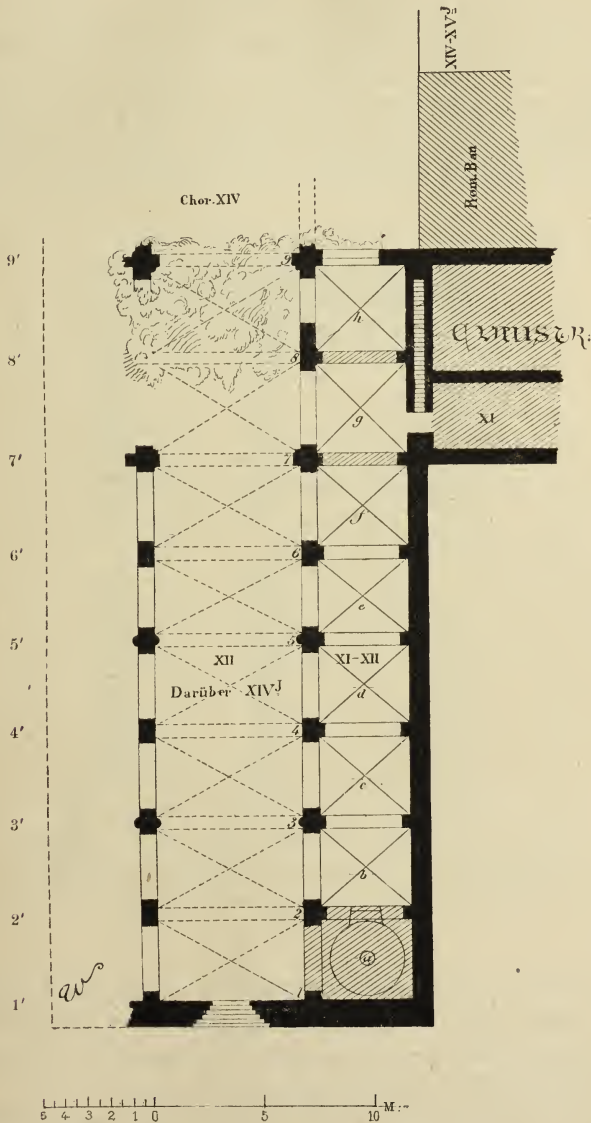 XIV-XV J
Röm. Bau
Chor. XIV
9'
9
h
8'
8
g
XI
7'
7
f
6'
6
e
5'
5
XII
XI-XII
Darüber XIV J
d
4'
4
c
3'
3
b
2'
2
a
1'
1
5 4 3 2 1 0 5 10 M: